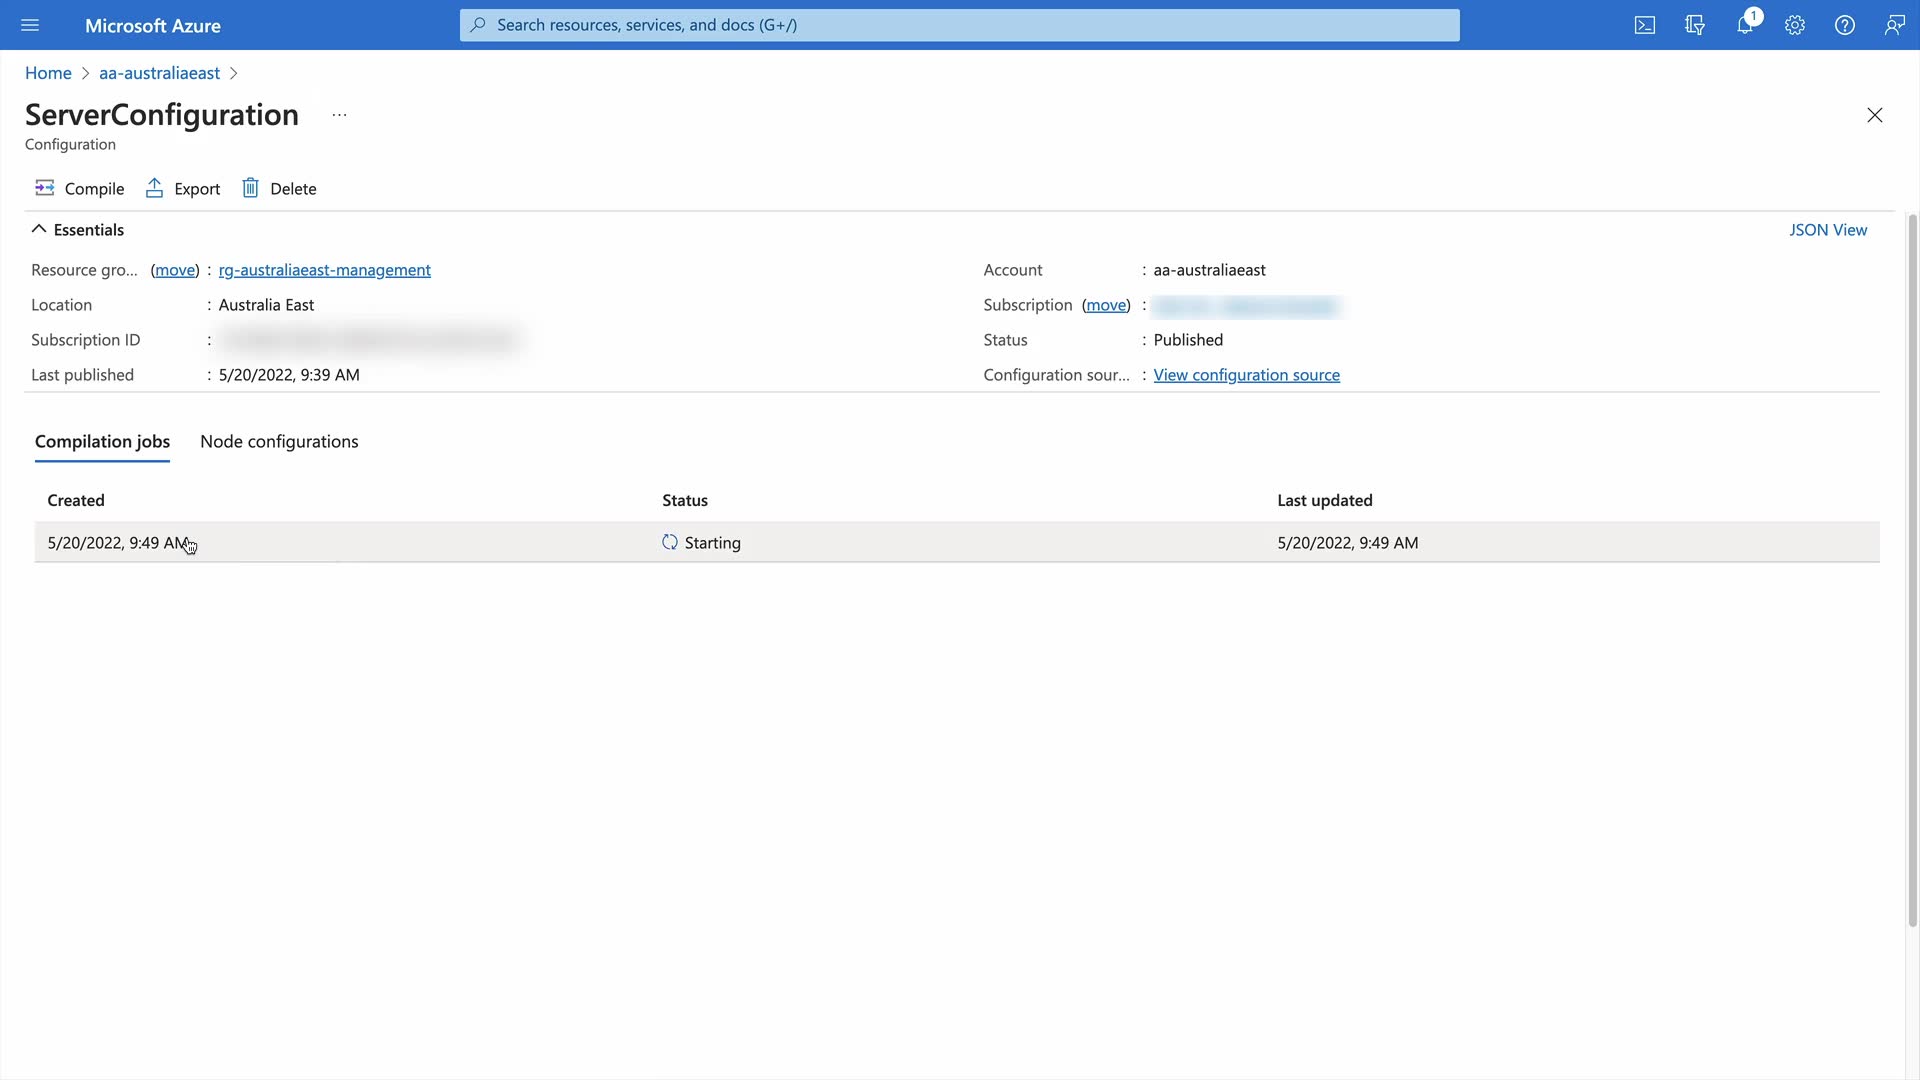 Microsoft Azure
Search resources, services, and docs (G+/)
1
Home > aa-australiaeast >
ServerConfiguration ...
Configuration
Compile Export Delete
Essentials
JSON View
Resource gro... (move) : rg-australiaeast-management
Account : aa-australiaeast
Location : Australia East
Subscription (move) :
Subscription ID :
Status : Published
Last published : 5/20/2022, 9:39 AM
Configuration sour... : View configuration source
Compilation jobs Node configurations
Created Status Last updated
5/20/2022, 9:49 AM Starting 5/20/2022, 9:49 AM